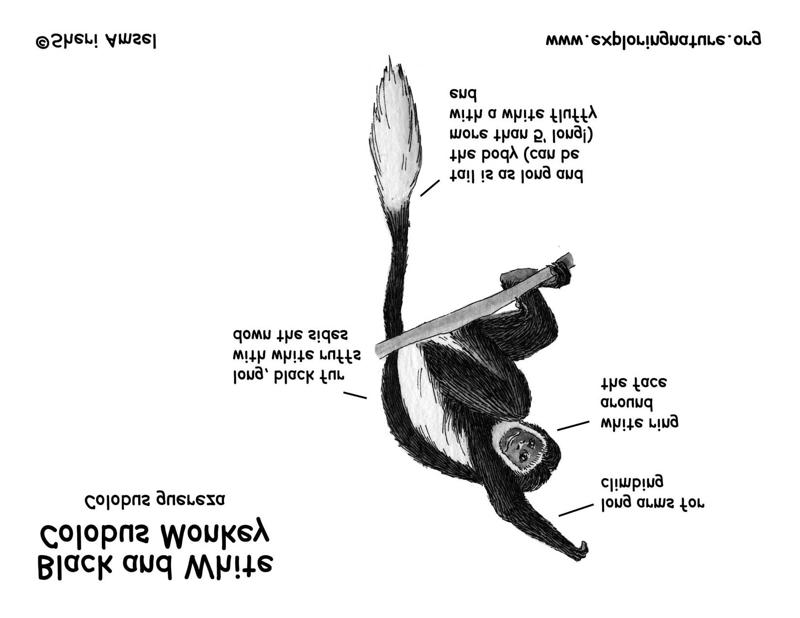 Black and White
Colobus Monkey
Colobus guereza
long arms for
climbing
white ring
around
the face
long, black fur
with white ruffs
down the sides
tail is as long and
the body (can be
more than 5' long!)
with a white fluffy
end
©Sheri Amsel
www.exploringnature.org